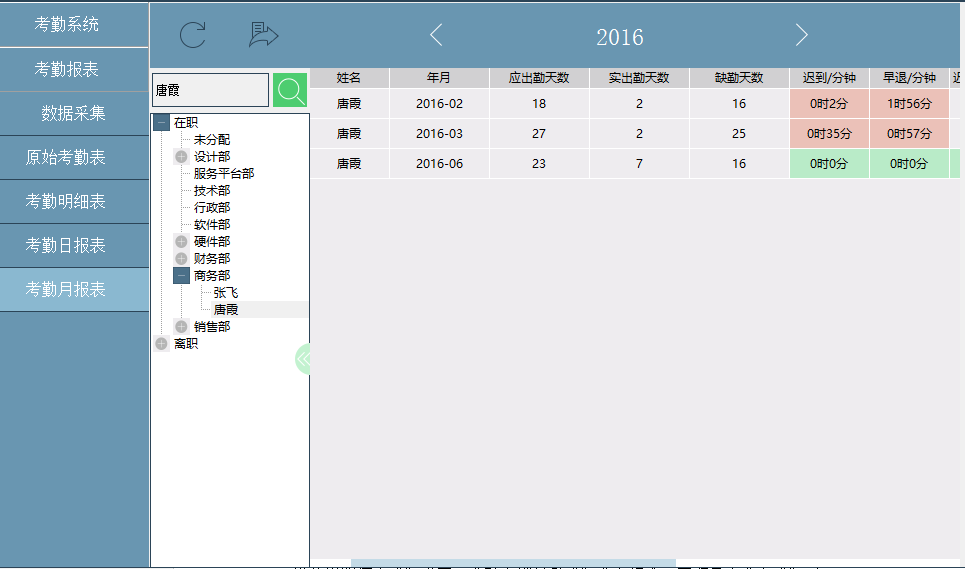 考勤系统
考勤报表
数据采集
原始考勤表
考勤明细表
考勤日报表
考勤月报表
2016
唐霞
在职
未分配
设计部
服务平台部
技术部
行政部
软件部
硬件部
财务部
商务部
张飞
唐霞
销售部
离职
姓名 年月 应出勤天数 实出勤天数 缺勤天数 迟到/分钟 早退/分钟
唐霞 2016-02 18 2 16 0时2分 1时56分
唐霞 2016-03 27 2 25 0时35分 0时57分
唐霞 2016-06 23 7 16 0时0分 0时0分